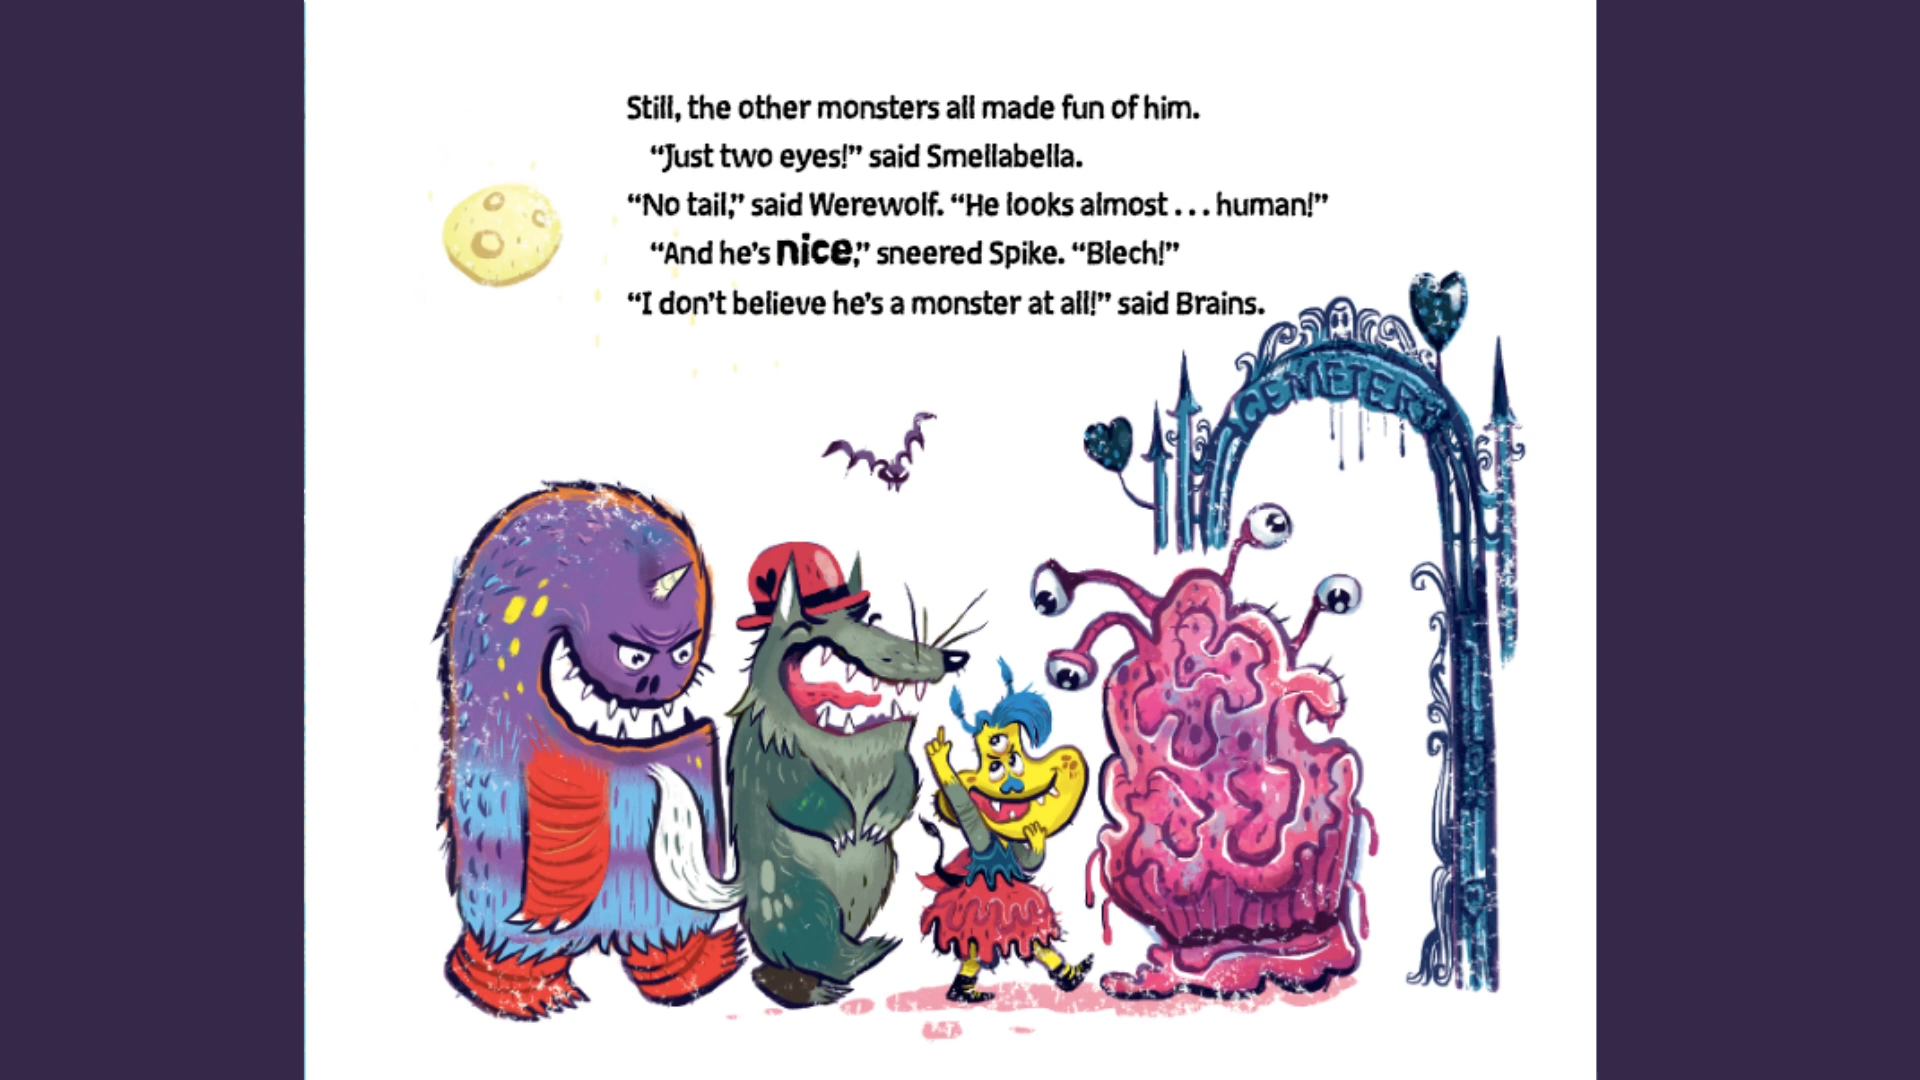 Still, the other monsters all made fun of him.
“Just two eyes!” said Smellabella.
“No tail,” said Werewolf. “He looks almost . . . human!”
“And he’s nice,” sneered Spike. “Blech!”
“I don’t believe he’s a monster at all!” said Brains.
CEMETERY